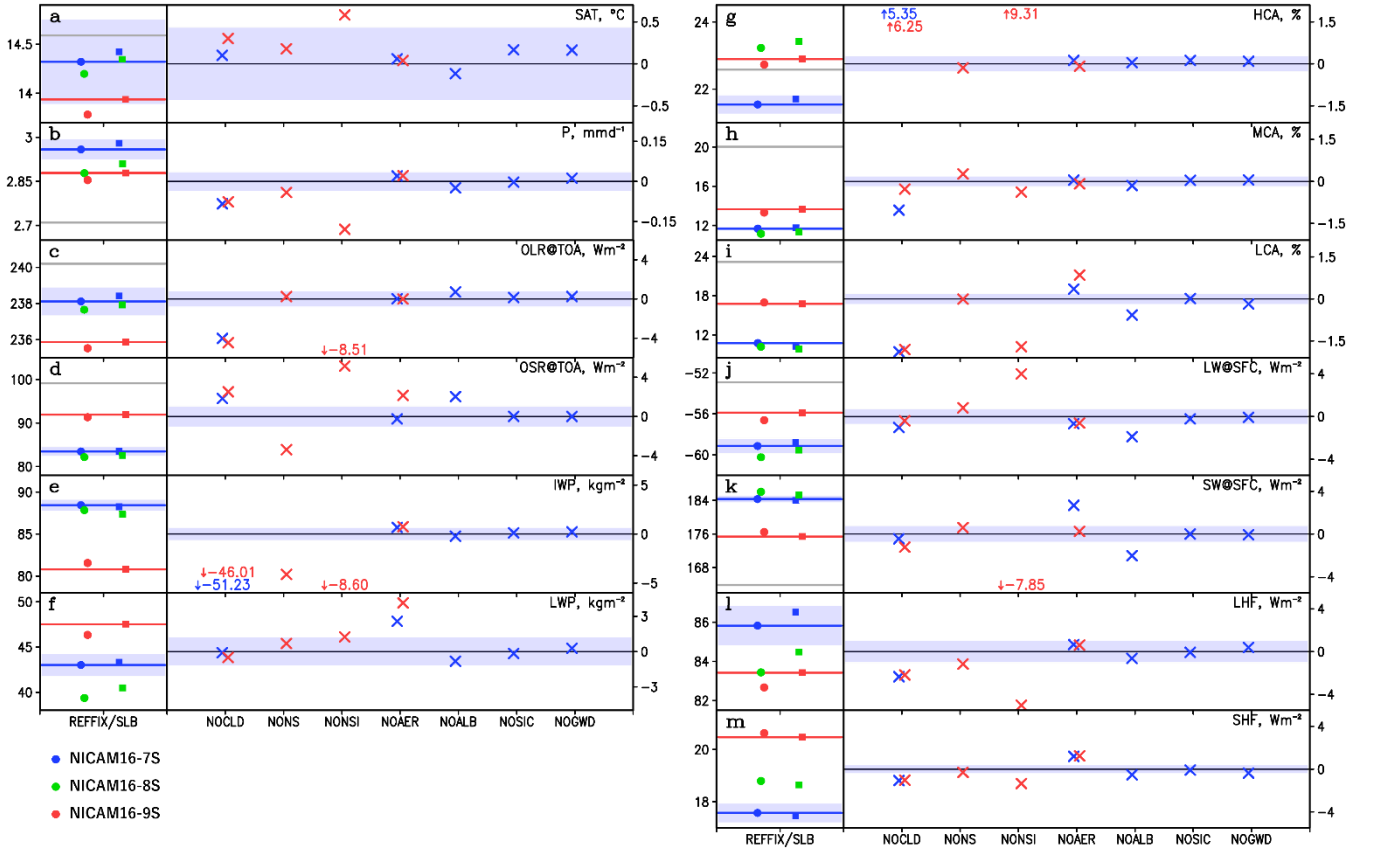 a
SAT, °C
14.5
14
0.5
0
−0.5
b
P, mmd⁻¹
3
2.85
2.7
0.15
0
−0.15
c
OLR@TOA, Wm⁻²
240
238
236
4
0
−4
↓−8.51
d
OSR@TOA, Wm⁻²
100
90
80
4
0
−4
e
IWP, kgm⁻²
90
85
80
5
0
−5
↓−46.01
↓−51.23
↓−8.60
f
LWP, kgm⁻²
50
45
40
3
0
−3
REFFIX/SLB
NOCLD
NONS
NONSI
NOAER
NOALB
NOSIC
NOGWD
NICAM16−7S
NICAM16−8S
NICAM16−9S
g
HCA, %
↑5.35
↑6.25
↑9.31
24
22
1.5
0
−1.5
h
MCA, %
20
16
12
1.5
0
−1.5
i
LCA, %
24
18
12
1.5
0
−1.5
j
LW@SFC, Wm⁻²
−52
−56
−60
4
0
−4
k
SW@SFC, Wm⁻²
184
176
168
4
0
−4
↓−7.85
l
LHF, Wm⁻²
86
84
82
4
0
−4
m
SHF, Wm⁻²
20
18
4
0
−4
REFFIX/SLB
NOCLD
NONS
NONSI
NOAER
NOALB
NOSIC
NOGWD